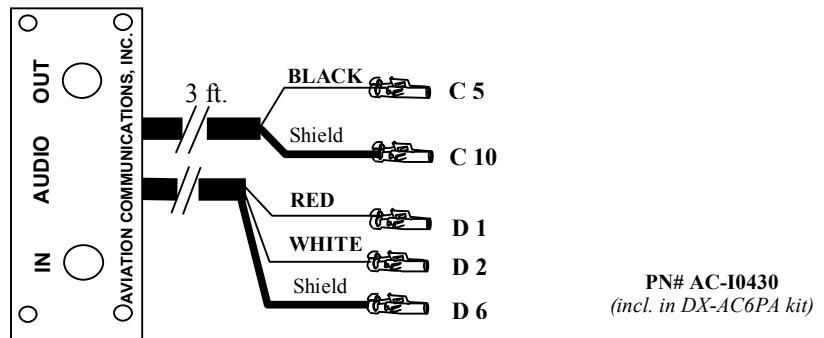 AVIATION COMMUNICATIONS, INC.
OUT
AUDIO
IN
3 ft.
BLACK
C 5
Shield
C 10
RED
D 1
WHITE
D 2
Shield
D 6
PN# AC-I0430
(incl. in DX-AC6PA kit)